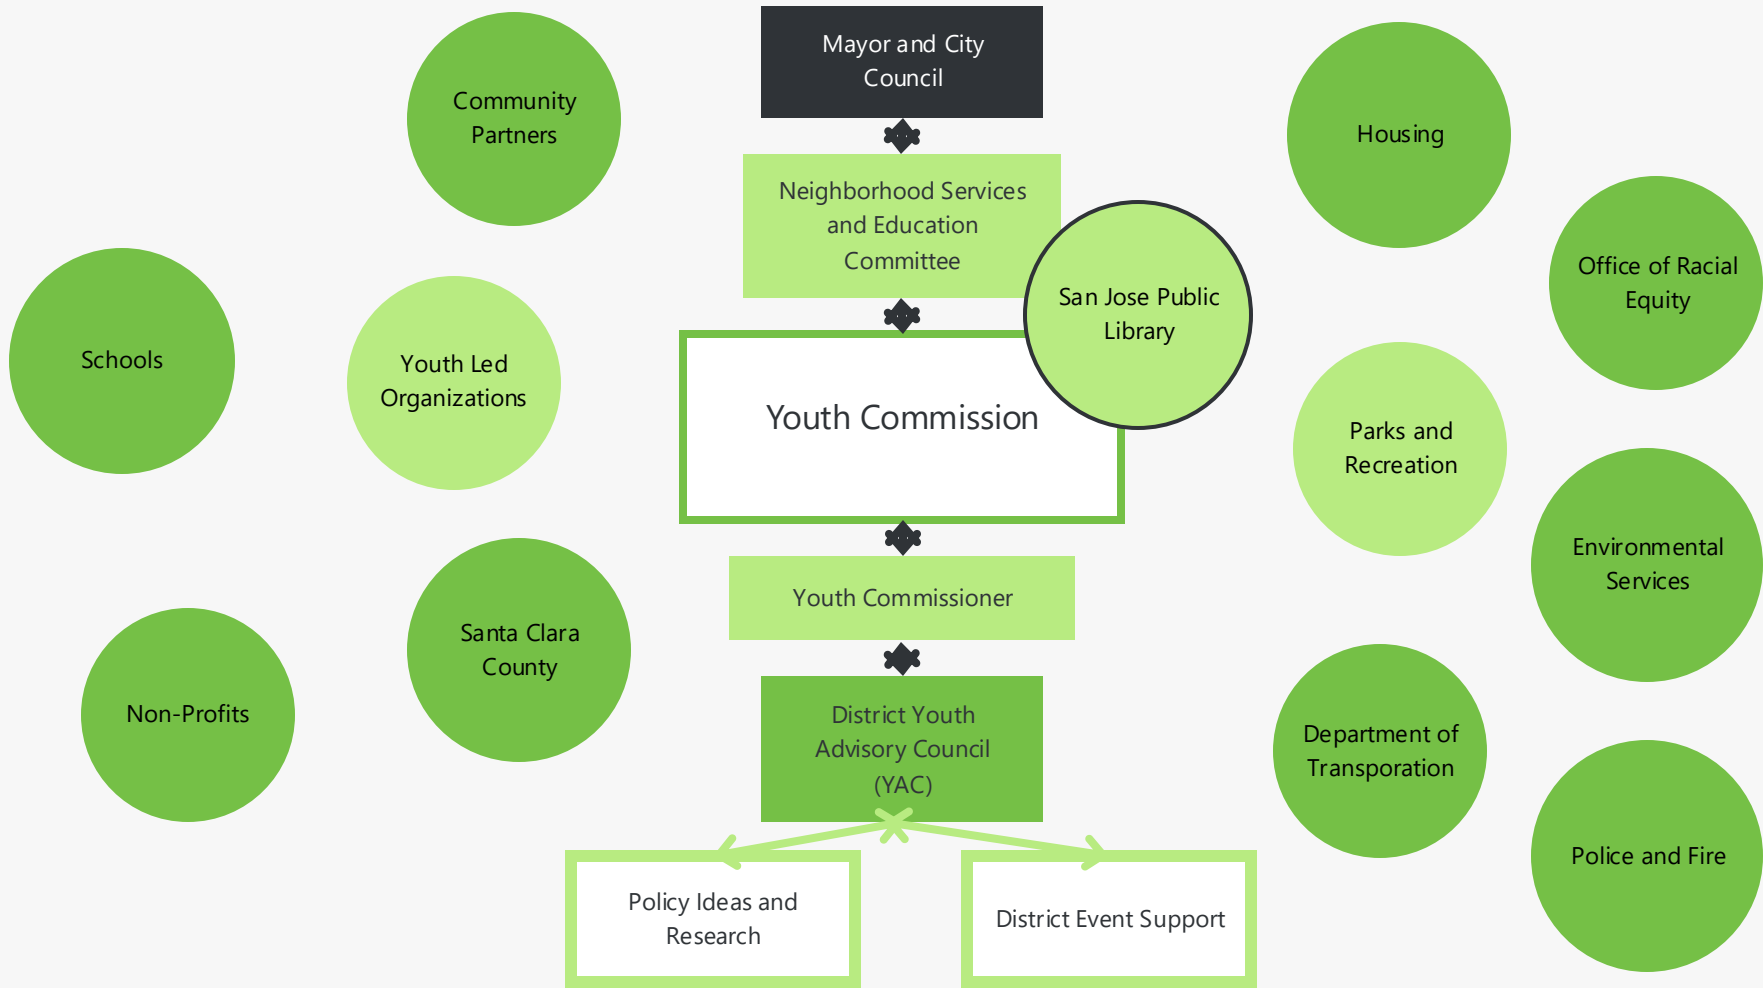 Mayor and City
Council
Community
Partners
Housing
Neighborhood Services
and Education
Committee
Office of Racial
Equity
San Jose Public
Library
Schools
Youth Led
Organizations
Youth Commission
Parks and
Recreation
Environmental
Services
Youth Commissioner
Santa Clara
County
Non-Profits
District Youth
Advisory Council
(YAC)
Department of
Transporation
Police and Fire
Policy Ideas and
Research
District Event Support